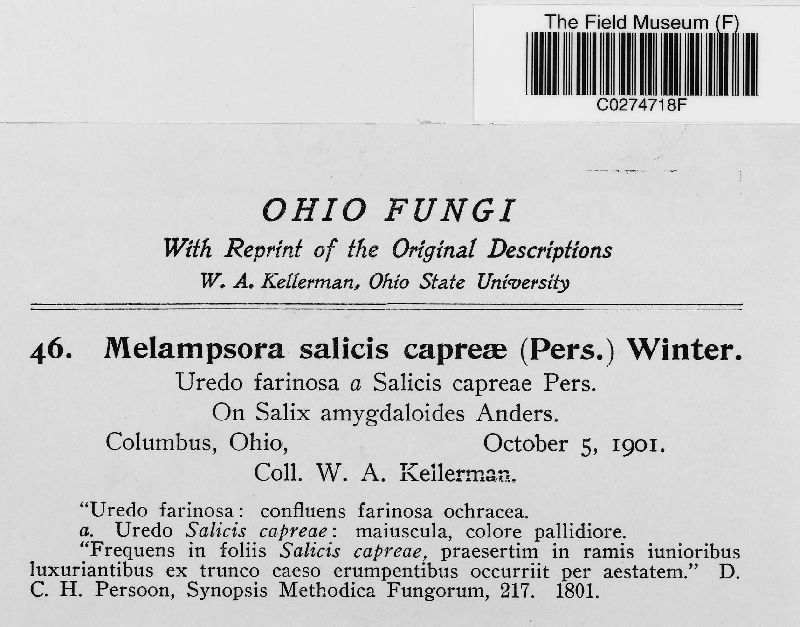 The Field Museum (F)
C0274718F
OHIO FUNGI
With Reprint of the Original Descriptions
W. A. Kellerman, Ohio State University
46. Melampsora salicis capreæ (Pers.) Winter.
Uredo farinosa a Salicis capreae Pers.
On Salix amygdaloides Anders.
Columbus, Ohio, October 5, 1901.
Coll. W. A. Kellerman.
"Uredo farinosa: confluens farinosa ochracea.
a. Uredo Salicis capreae: maiuscula, colore pallidiore.
"Frequens in foliis Salicis capreae, praesertim in ramis iunioribus
luxuriantibus ex trunco caeso erumpentibus occurriit per aestatem." D.
C. H. Persoon, Synopsis Methodica Fungorum, 217. 1801.